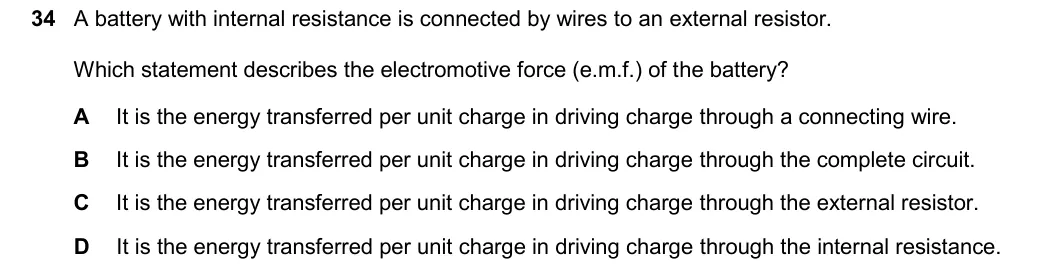 34 A battery with internal resistance is connected by wires to an external resistor.
Which statement describes the electromotive force (e.m.f.) of the battery?
A It is the energy transferred per unit charge in driving charge through a connecting wire.
B It is the energy transferred per unit charge in driving charge through the complete circuit.
C It is the energy transferred per unit charge in driving charge through the external resistor.
D It is the energy transferred per unit charge in driving charge through the internal resistance.